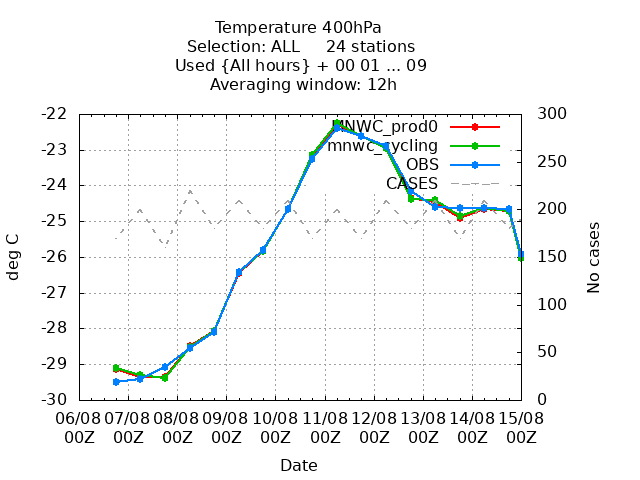 Temperature 400hPa
Selection: ALL 24 stations
Used {All hours} + 00 01 ... 09
Averaging window: 12h
-22 300
MNWC_prod0
mnwc_cycling
-23 250
OBS
-24 CASES
200
-25
deg C No cases
-26 150
-27 100
-28
50
-29
-30 0
06/08 07/08 08/08 09/08 10/08 11/08 12/08 13/08 14/08 15/08
00Z 00Z 00Z 00Z 00Z 00Z 00Z 00Z 00Z 00Z
Date